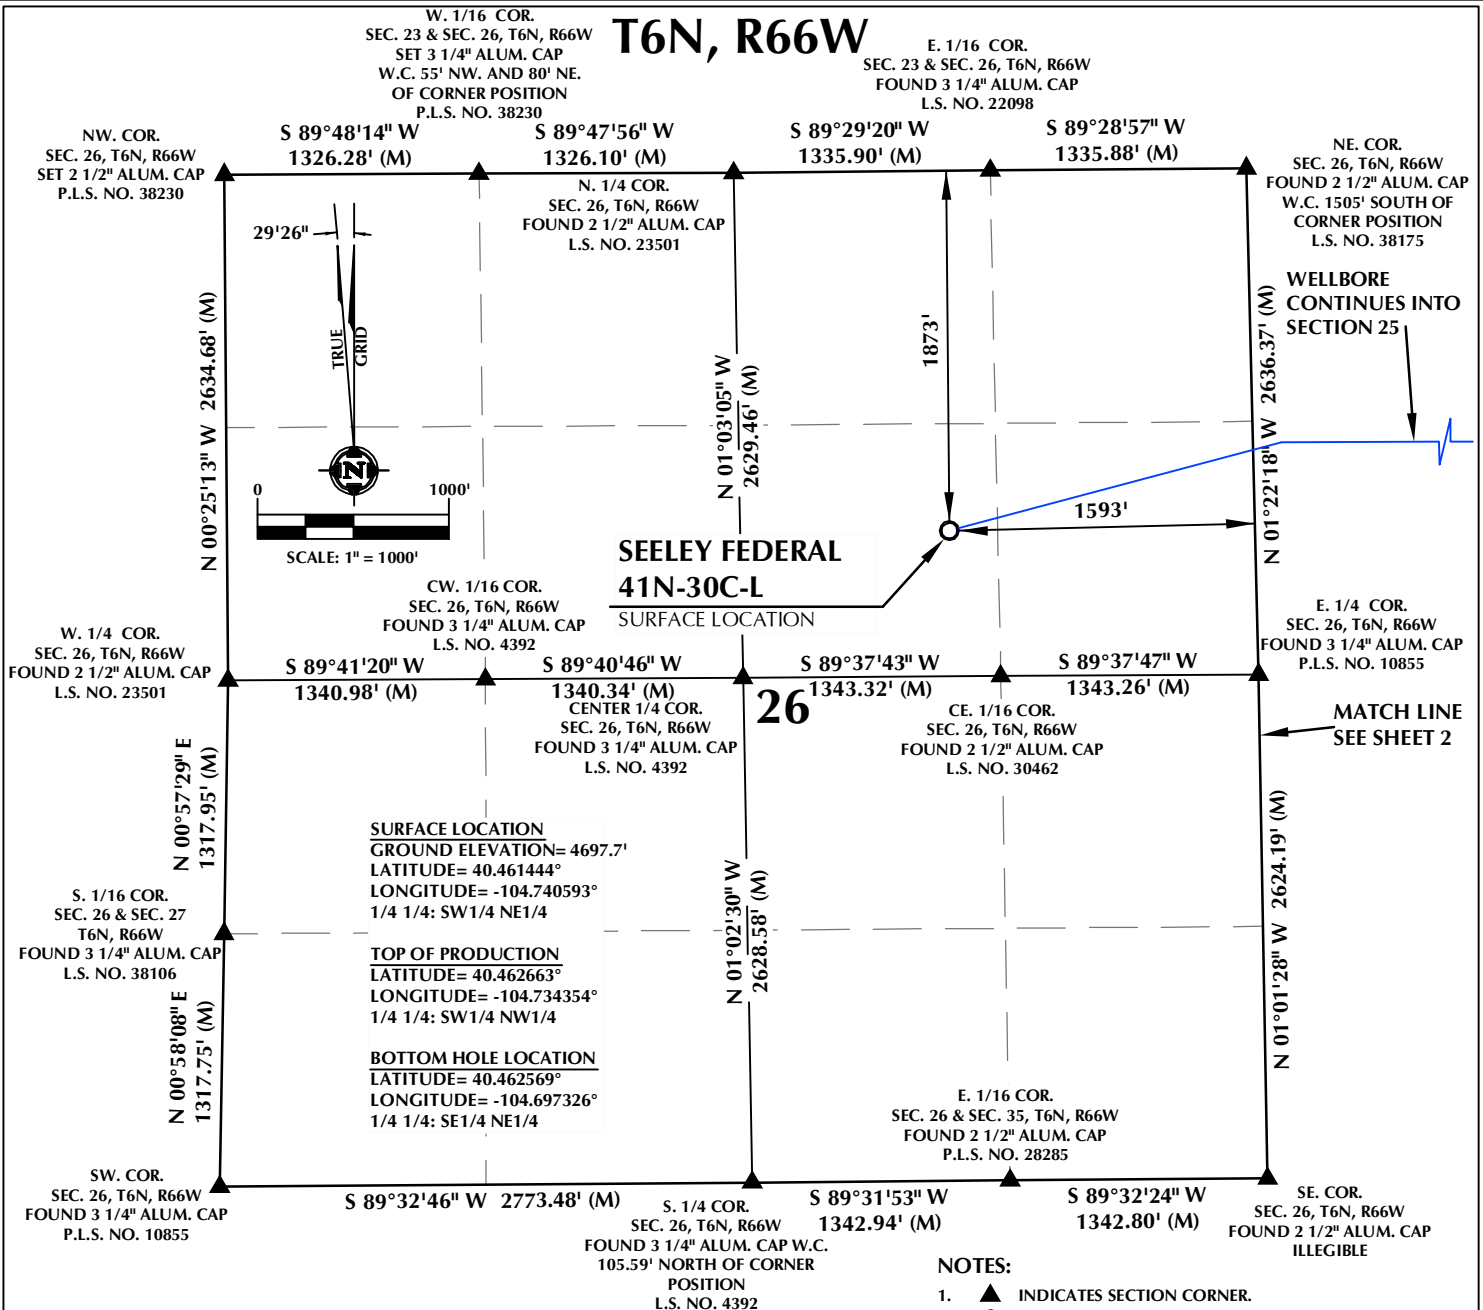 T6N, R66W
W. 1/16 COR.
SEC. 23 & SEC. 26, T6N, R66W
SET 3 1/4" ALUM. CAP
W.C. 55' NW. AND 80' NE.
OF CORNER POSITION
P.L.S. NO. 38230
E. 1/16 COR.
SEC. 23 & SEC. 26, T6N, R66W
FOUND 3 1/4" ALUM. CAP
L.S. NO. 22098
NW. COR.
SEC. 26, T6N, R66W
SET 2 1/2" ALUM. CAP
P.L.S. NO. 38230
S 89°48'14" W
1326.28' (M)
S 89°47'56" W
1326.10' (M)
S 89°29'20" W
1335.90' (M)
S 89°28'57" W
1335.88' (M)
NE. COR.
SEC. 26, T6N, R66W
FOUND 2 1/2" ALUM. CAP
W.C. 1505' SOUTH OF
CORNER POSITION
L.S. NO. 38175
N. 1/4 COR.
SEC. 26, T6N, R66W
FOUND 2 1/2" ALUM. CAP
L.S. NO. 23501
29'26"
TRUE
GRID
N
0 1000'
SCALE: 1" = 1000'
N 00°25'13" W 2634.68' (M)
N 01°03'05" W
2629.46' (M)
1873'
N 01°22'18" W 2636.37' (M)
WELLBORE
CONTINUES INTO
SECTION 25
1593'
SEELEY FEDERAL
41N-30C-L
SURFACE LOCATION
CW. 1/16 COR.
SEC. 26, T6N, R66W
FOUND 3 1/4" ALUM. CAP
L.S. NO. 4392
W. 1/4 COR.
SEC. 26, T6N, R66W
FOUND 2 1/2" ALUM. CAP
L.S. NO. 23501
E. 1/4 COR.
SEC. 26, T6N, R66W
FOUND 3 1/4" ALUM. CAP
P.L.S. NO. 10855
S 89°41'20" W
1340.98' (M)
S 89°40'46" W
1340.34' (M)
S 89°37'43" W
1343.32' (M)
S 89°37'47" W
1343.26' (M)
26
CENTER 1/4 COR.
SEC. 26, T6N, R66W
FOUND 3 1/4" ALUM. CAP
L.S. NO. 4392
CE. 1/16 COR.
SEC. 26, T6N, R66W
FOUND 2 1/2" ALUM. CAP
L.S. NO. 30462
MATCH LINE
SEE SHEET 2
N 00°57'29" E
1317.95' (M)
SURFACE LOCATION
GROUND ELEVATION= 4697.7'
LATITUDE= 40.461444°
LONGITUDE= -104.740593°
1/4 1/4: SW1/4 NE1/4
TOP OF PRODUCTION
LATITUDE= 40.462663°
LONGITUDE= -104.734354°
1/4 1/4: SW1/4 NW1/4
BOTTOM HOLE LOCATION
LATITUDE= 40.462569°
LONGITUDE= -104.697326°
1/4 1/4: SE1/4 NE1/4
N 01°02'30" W
2628.58' (M)
N 01°01'28" W 2624.19' (M)
S. 1/16 COR.
SEC. 26 & SEC. 27
T6N, R66W
FOUND 3 1/4" ALUM. CAP
L.S. NO. 38106
N 00°58'08" E
1317.75' (M)
E. 1/16 COR.
SEC. 26 & SEC. 35, T6N, R66W
FOUND 2 1/2" ALUM. CAP
P.L.S. NO. 28285
SW. COR.
SEC. 26, T6N, R66W
FOUND 3 1/4" ALUM. CAP
P.L.S. NO. 10855
S 89°32'46" W 2773.48' (M)
S. 1/4 COR.
SEC. 26, T6N, R66W
FOUND 3 1/4" ALUM. CAP W.C.
105.59' NORTH OF CORNER
POSITION
L.S. NO. 4392
S 89°31'53" W
1342.94' (M)
S 89°32'24" W
1342.80' (M)
SE. COR.
SEC. 26, T6N, R66W
FOUND 2 1/2" ALUM. CAP
ILLEGIBLE
NOTES:
1. INDICATES SECTION CORNER.